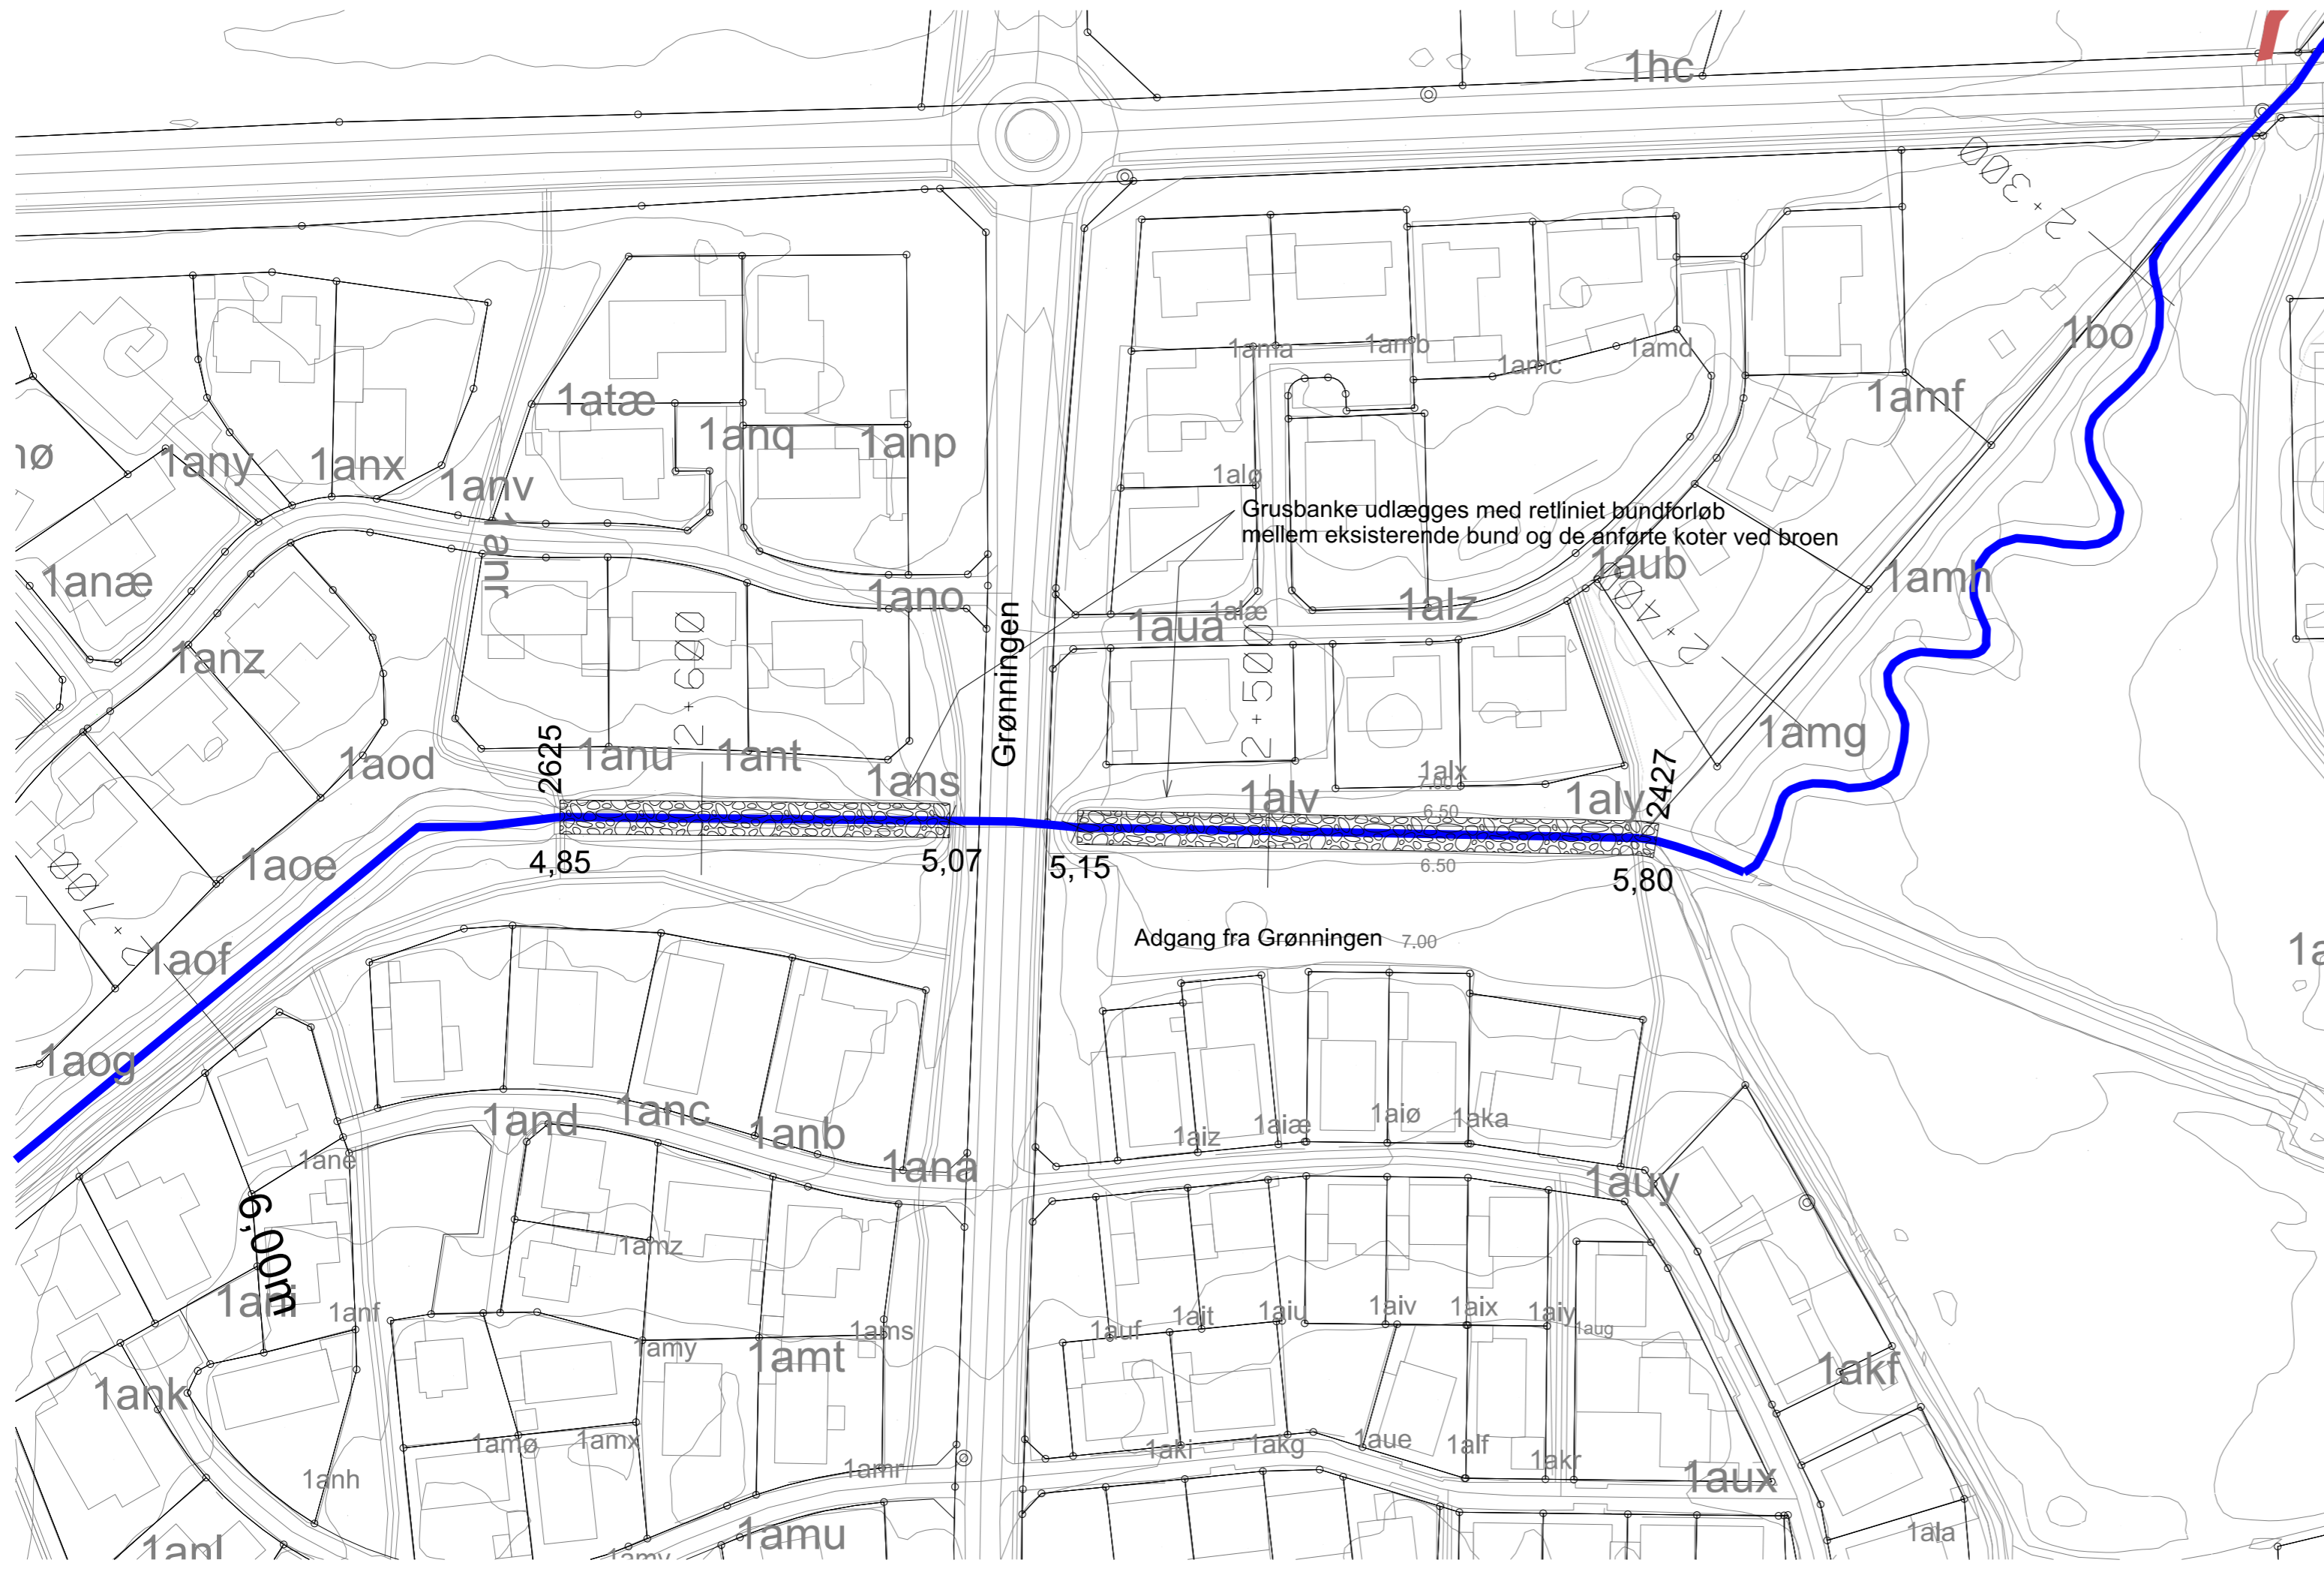 1hc
2+300
1bo
1ama
1amb
1amc
1amd
1amf
1atæ
1anq
1anp
1any
1anx
1anv
1anr
1alø
Grusbanke udlægges med retliniet bundforløb
mellem eksisterende bund og de anførte koter ved broen
1anæ
1ano
1aua
1alæ
1alz
1aub
1amh
2+400
1anz
2+600
Grønningen
2+500
1amg
1aod
2625
1anu
1ant
1ans
1alv
1alx
7.00
6.50
1aly
2427
1aoe
4,85
5,07
5,15
6.50
5,80
2+700
1aof
Adgang fra Grønningen
7.00
1aog
1and
1anc
1anb
1ana
1aiz
1aiæ
1aiø
1aka
1ane
1auy
6,00m
1amz
1ani
1anf
1amy
1ams
1amt
1auf
1ait
1aiu
1aiv
1aix
1aiy
1aug
1ank
1akf
1anh
1amø
1amx
1amr
1aki
1akg
1aue
1alf
1akr
1aux
1anl
1amv
1amu
1ala